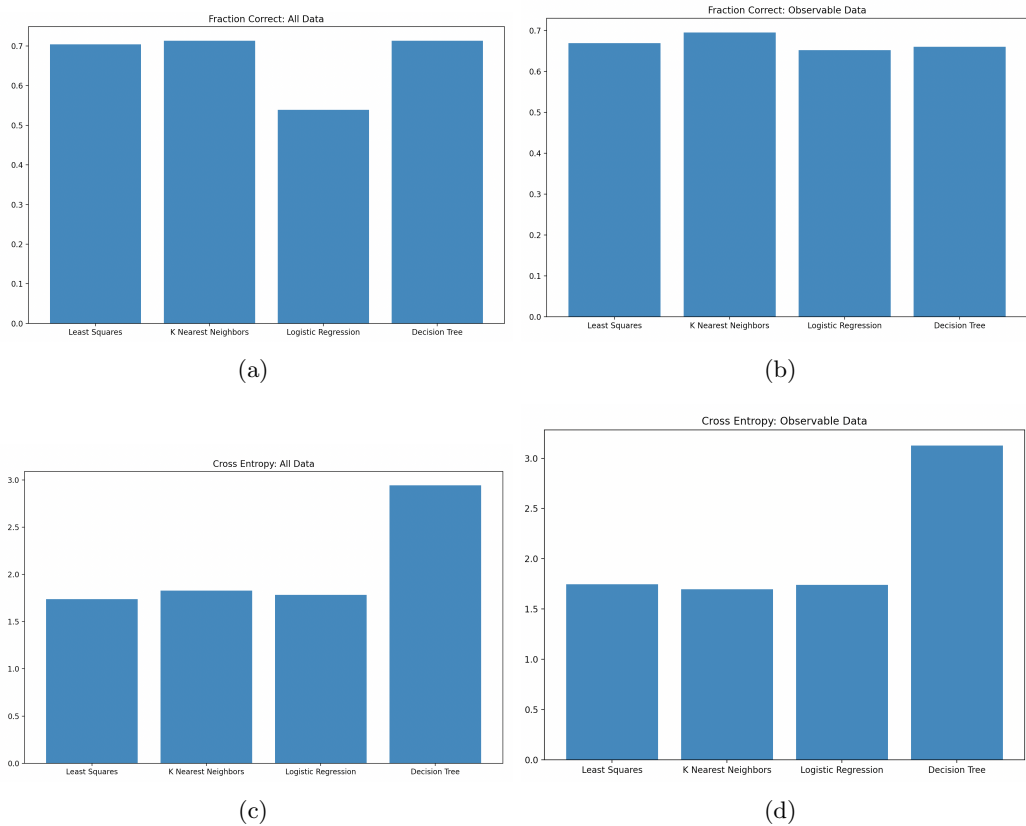 Fraction Correct: All Data
0.7
0.6
0.5
0.4
0.3
0.2
0.1
0.0
Least Squares K Nearest Neighbors Logistic Regression Decision Tree
(a)
Fraction Correct: Observable Data
0.7
0.6
0.5
0.4
0.3
0.2
0.1
0.0
Least Squares K Nearest Neighbors Logistic Regression Decision Tree
(b)
Cross Entropy: All Data
3.0
2.5
2.0
1.5
1.0
0.5
0.0
Least Squares K Nearest Neighbors Logistic Regression Decision Tree
(c)
Cross Entropy: Observable Data
3.0
2.5
2.0
1.5
1.0
0.5
0.0
Least Squares K Nearest Neighbors Logistic Regression Decision Tree
(d)